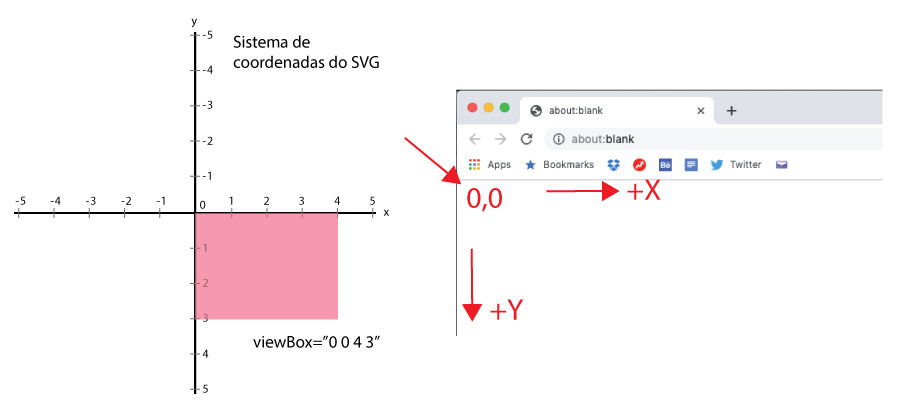 y
-5
Sistema de
coordenadas do SVG
-4
-3
-2
-1
-5 -4 -3 -2 -1 0 1 2 3 4 5 x
1
2
3
viewBox="0 0 4 3"
4
5
about:blank
about:blank
Apps Bookmarks Bē Twitter
0,0 +X
+Y